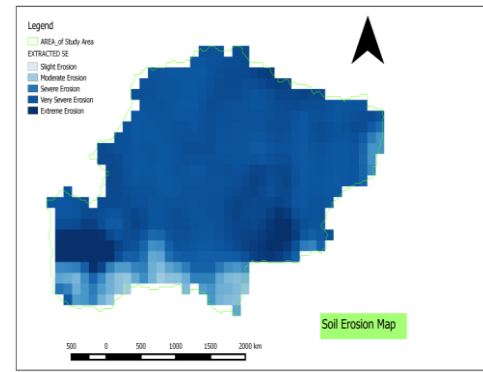 Legend
AREA_of Study Area
EXTRACTED SE
Slight Erosion
Moderate Erosion
Severe Erosion
Very Severe Erosion
Extreme Erosion
Soil Erosion Map
500 0 500 1000 1500 2000 km